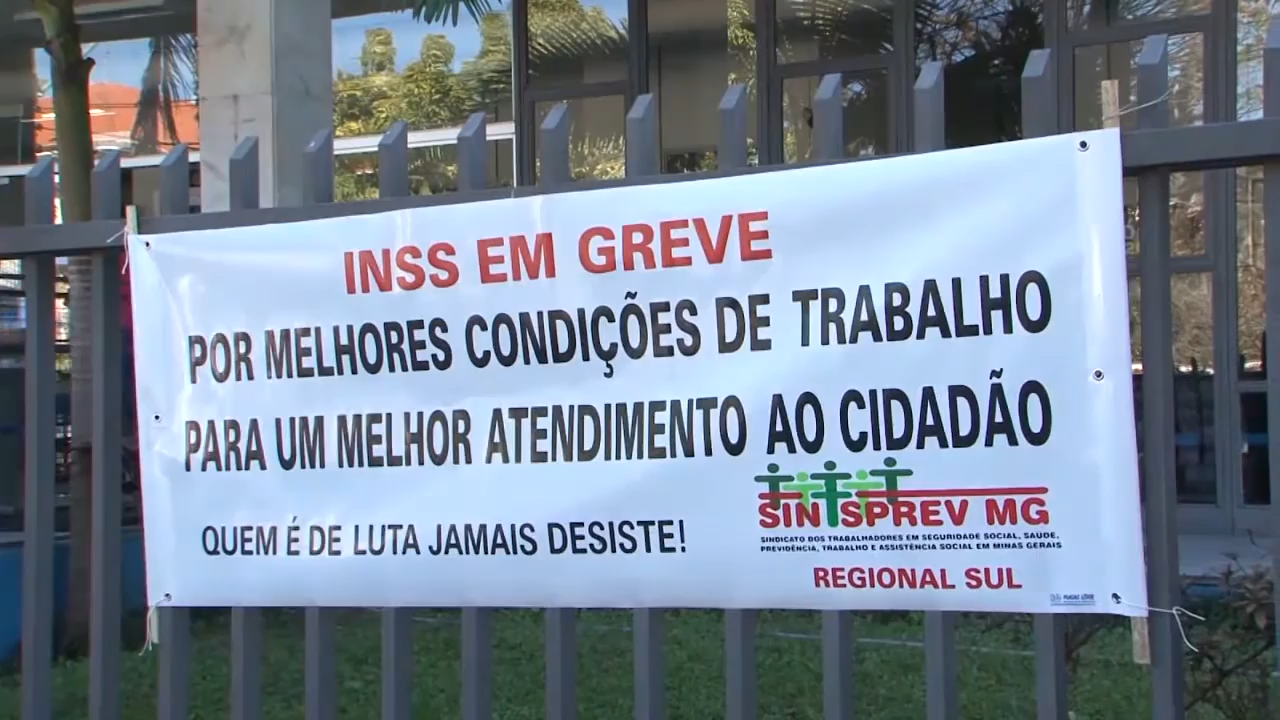 INSS EM GREVE
POR MELHORES CONDIÇÕES DE TRABALHO
PARA UM MELHOR ATENDIMENTO AO CIDADÃO
QUEM É DE LUTA JAMAIS DESISTE!
SINTSPREV MG
SINDICATO DOS TRABALHADORES EM SEGURIDADE SOCIAL, SAÚDE,
PREVIDÊNCIA, TRABALHO E ASSISTÊNCIA SOCIAL EM MINAS GERAIS
REGIONAL SUL